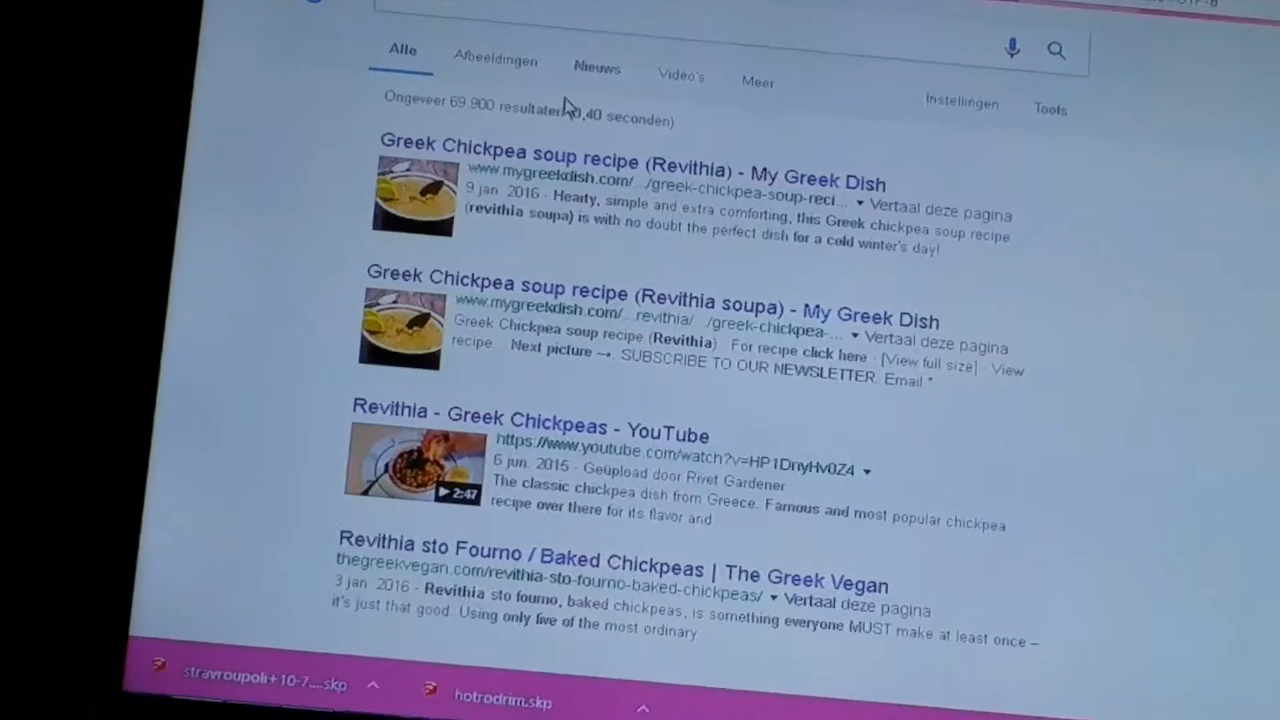 Alle Afbeeldingen Nieuws Video's Meer Instellingen Tools
Ongeveer 69.900 resultaten 0,40 seconden)
Greek Chickpea soup recipe (Revithia) - My Greek Dish
www.mygreekdish.com/.../greek-chickpea-soup-reci... ▼ Vertaal deze pagina
9 jan. 2016 - Hearty, simple and extra comforting, this Greek chickpea soup recipe
(revithia soupa) is with no doubt the perfect dish for a cold winter's day!
Greek Chickpea soup recipe (Revithia soupa) - My Greek Dish
www.mygreekdish.com/...revithia/.../greek-chickpea-... ▼ Vertaal deze pagina
Greek Chickpea soup recipe (Revithia) For recipe click here · [View full size] View
recipe. Next picture → SUBSCRIBE TO OUR NEWSLETTER. Email *
Revithia - Greek Chickpeas - YouTube
https://www.youtube.com/watch?v=HP1DnyHv0Z4 ▼
6 jun. 2015 - Geüpload door Rivet Gardener
The classic chickpea dish from Greece. Famous and most popular chickpea
recipe over there for its flavor and
▶ 2:47
Revithia sto Fourno / Baked Chickpeas | The Greek Vegan
thegreekvegan.com/revithia-sto-fourno-baked-chickpeas/ ▼ Vertaal deze pagina
3 jan. 2016 - Revithia sto fourno, baked chickpeas, is something everyone MUST make at least once –
it's just that good. Using only five of the most ordinary
stravroupoli+10-7....skp hotrodrim.skp